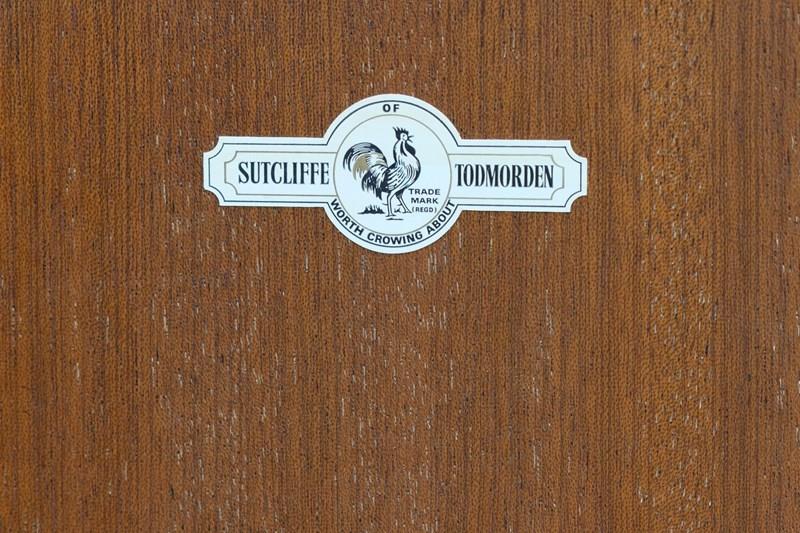 OF
SUTCLIFFE
TODMORDEN
TRADE
MARK
(REGD)
WORTH CROWING ABOUT